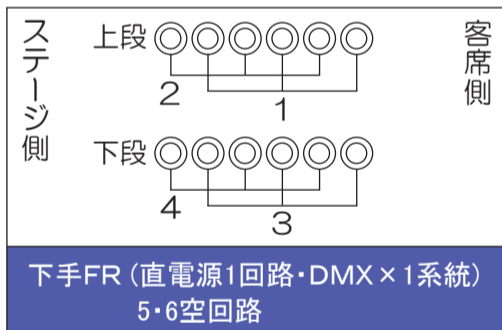 ステージ側
上段
2
1
下段
4
3
客席側
下手FR(直電源1回路・DMX×1系統)
5・6空回路